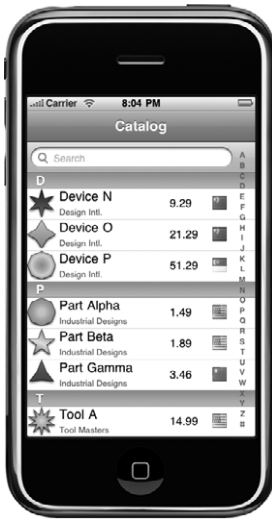 Carrier 8:04 PM
Catalog
Search
D
Device N 9.29
Design Intl.
Device O 21.29
Design Intl.
Device P 51.29
Design Intl.
P
Part Alpha 1.49
Industrial Designs
Part Beta 1.89
Industrial Designs
Part Gamma 3.46
Industrial Designs
T
Tool A 14.99
Tool Masters
A
B
C
D
E
F
G
H
I
J
K
L
M
N
O
P
Q
R
S
T
U
V
W
X
Y
Z
#